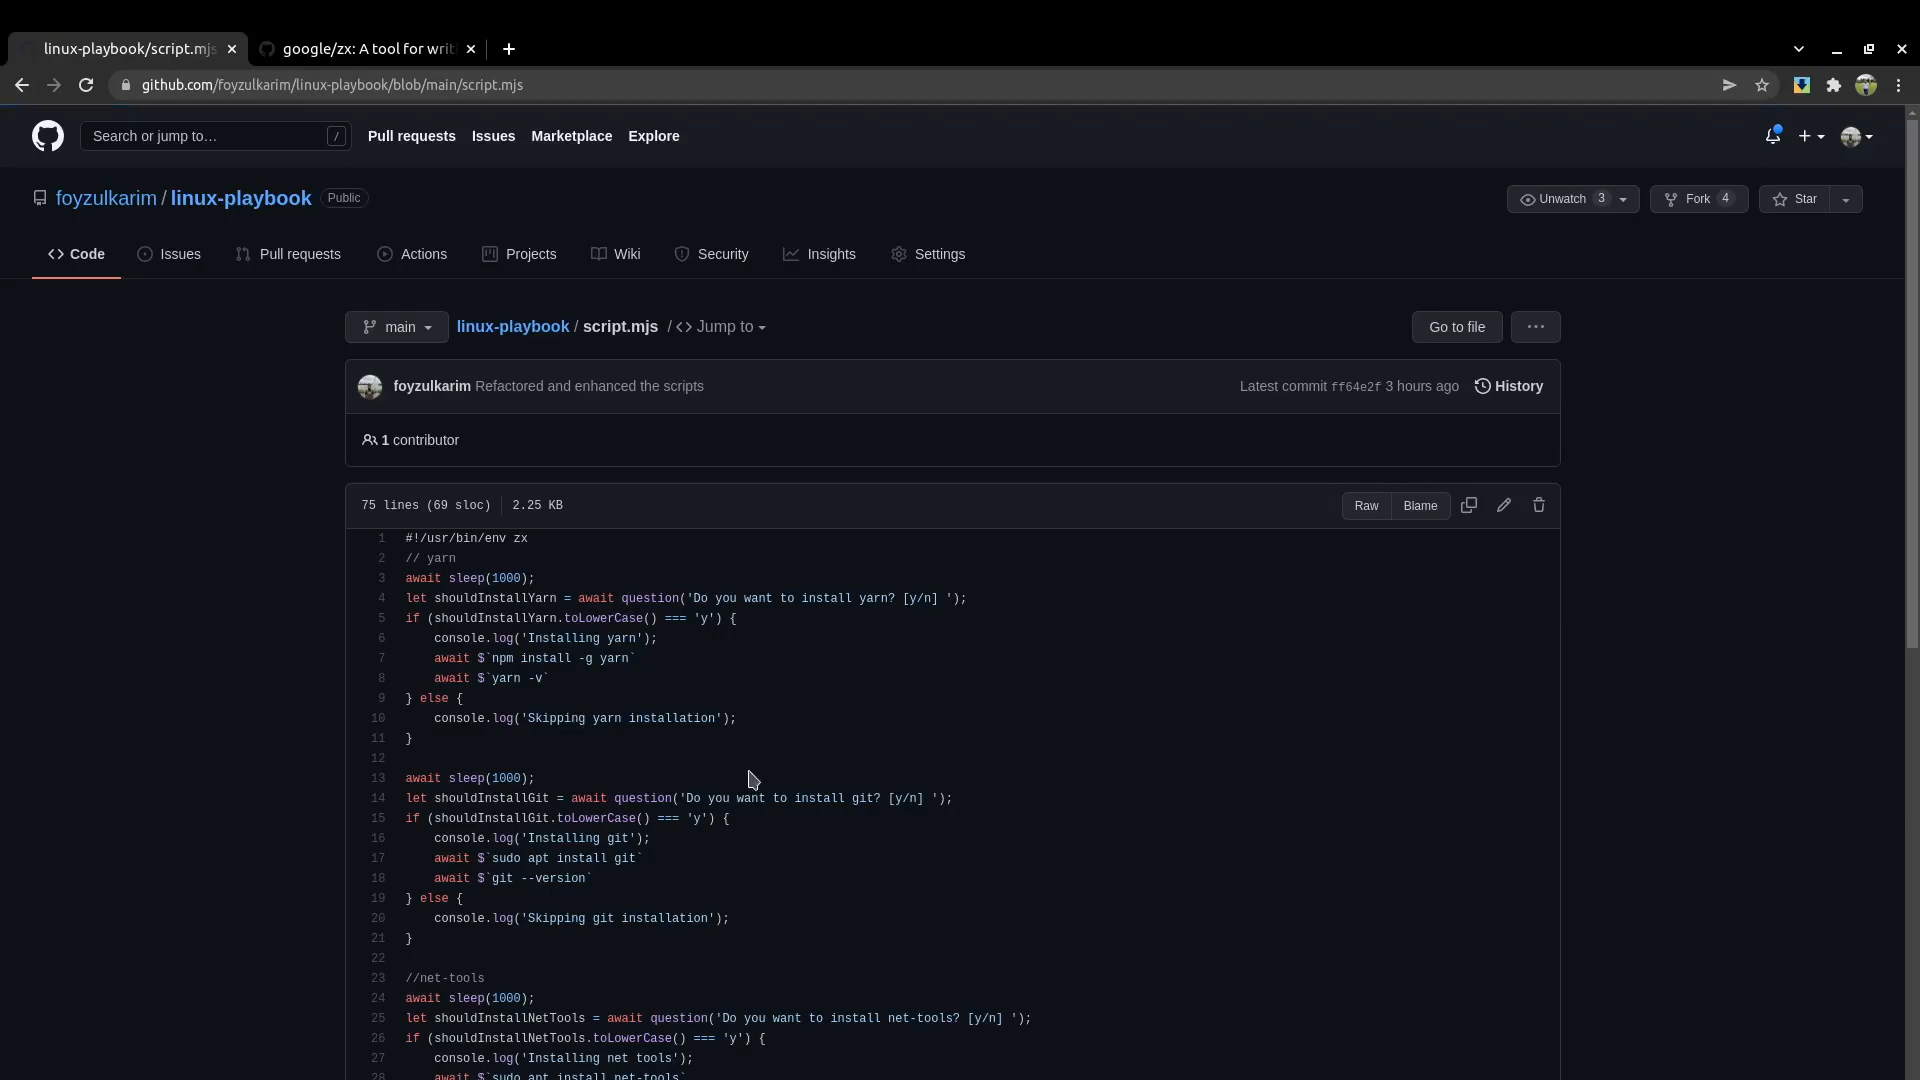 linux-playbook/script.mjs
google/zx: A tool for writ
github.com/foyzulkarim/linux-playbook/blob/main/script.mjs
Search or jump to… /
Pull requests Issues Marketplace Explore
foyzulkarim / linux-playbook Public
Unwatch 3 Fork 4 Star
Code Issues Pull requests Actions Projects Wiki Security Insights Settings
main linux-playbook / script.mjs / <> Jump to
Go to file ···
foyzulkarim Refactored and enhanced the scripts Latest commit ff64e2f 3 hours ago History
1 contributor
75 lines (69 sloc) 2.25 KB Raw Blame
1 #!/usr/bin/env zx
2 // yarn
3 await sleep(1000);
4 let shouldInstallYarn = await question('Do you want to install yarn? [y/n] ');
5 if (shouldInstallYarn.toLowerCase() === 'y') {
6 console.log('Installing yarn');
7 await $`npm install -g yarn`
8 await $`yarn -v`
9 } else {
10 console.log('Skipping yarn installation');
11 }
12
13 await sleep(1000);
14 let shouldInstallGit = await question('Do you want to install git? [y/n] ');
15 if (shouldInstallGit.toLowerCase() === 'y') {
16 console.log('Installing git');
17 await $`sudo apt install git`
18 await $`git --version`
19 } else {
20 console.log('Skipping git installation');
21 }
22
23 //net-tools
24 await sleep(1000);
25 let shouldInstallNetTools = await question('Do you want to install net-tools? [y/n] ');
26 if (shouldInstallNetTools.toLowerCase() === 'y') {
27 console.log('Installing net tools');
28 await $`sudo apt install net-tools`